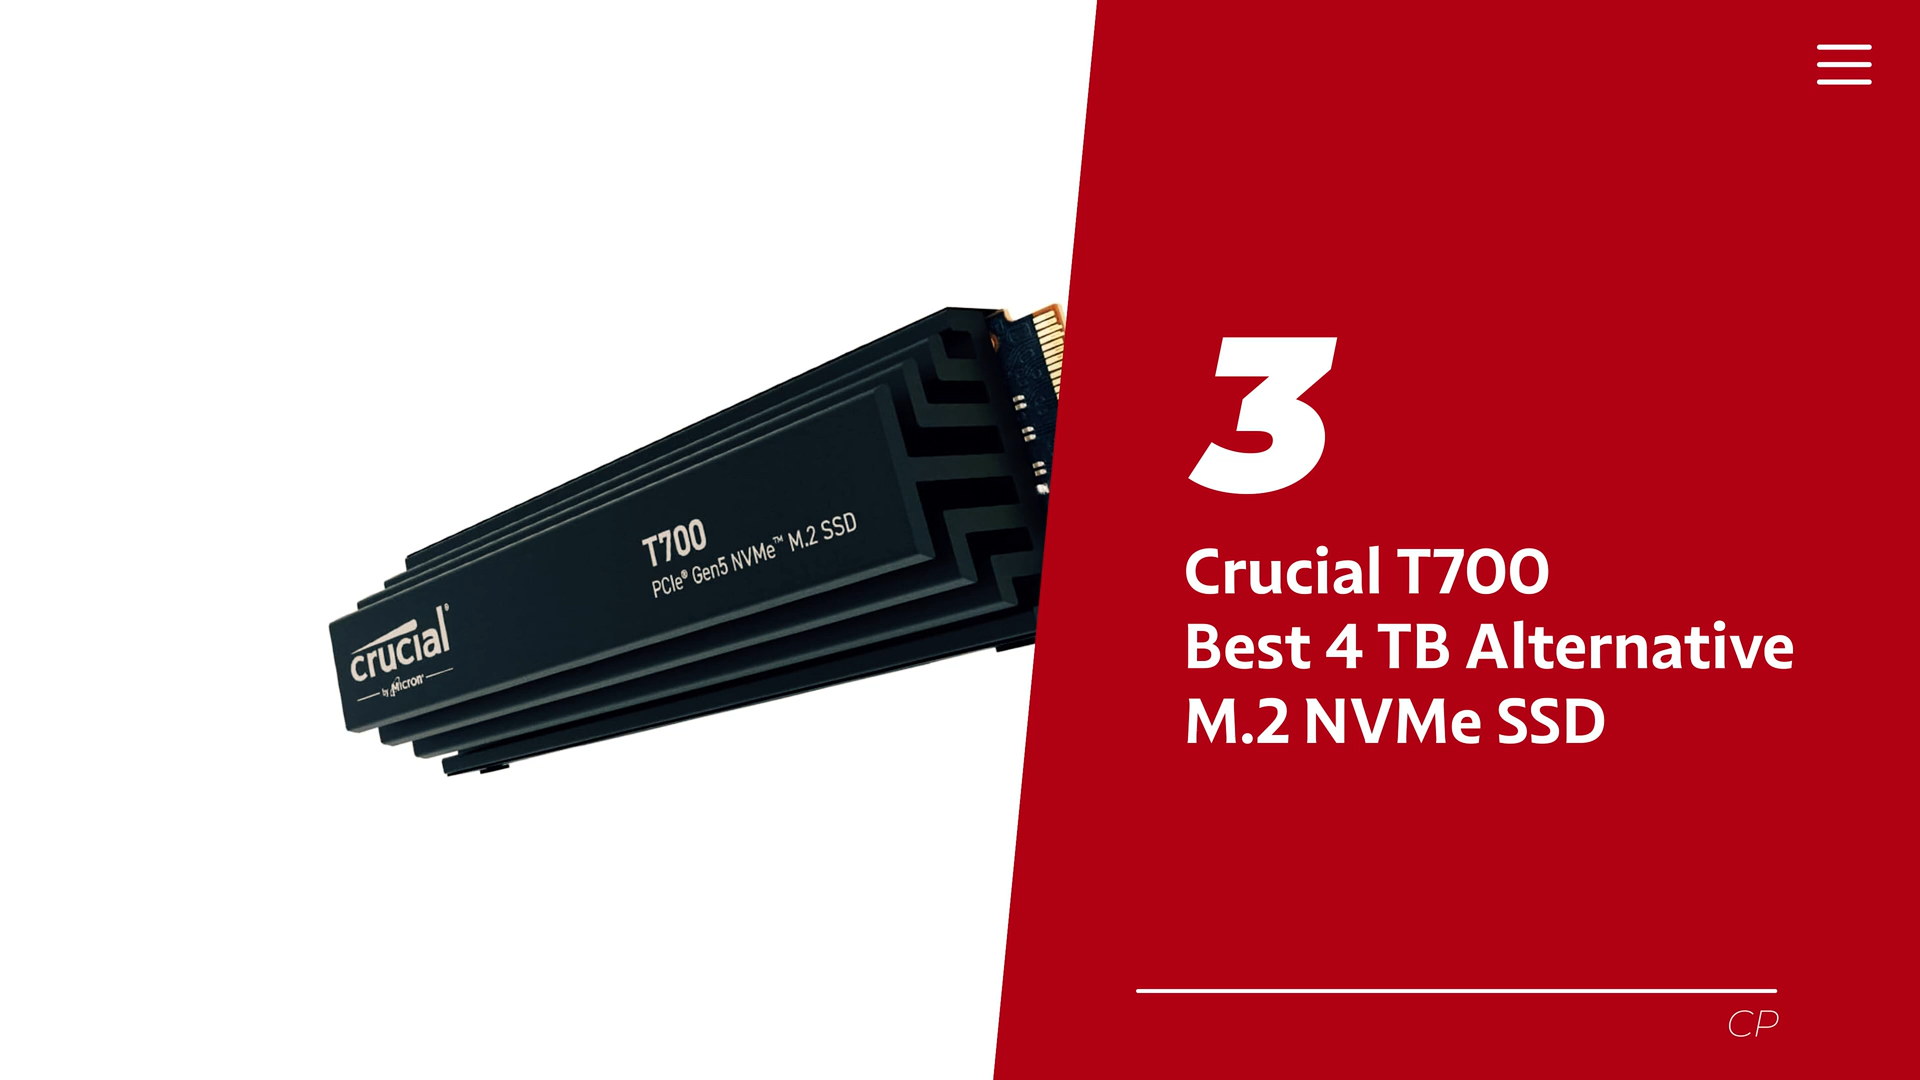 T700
PCIe® Gen5 NVMe™ M.2 SSD
crucial®
by Micron®
3
Crucial T700
Best 4 TB Alternative
M.2 NVMe SSD
CP